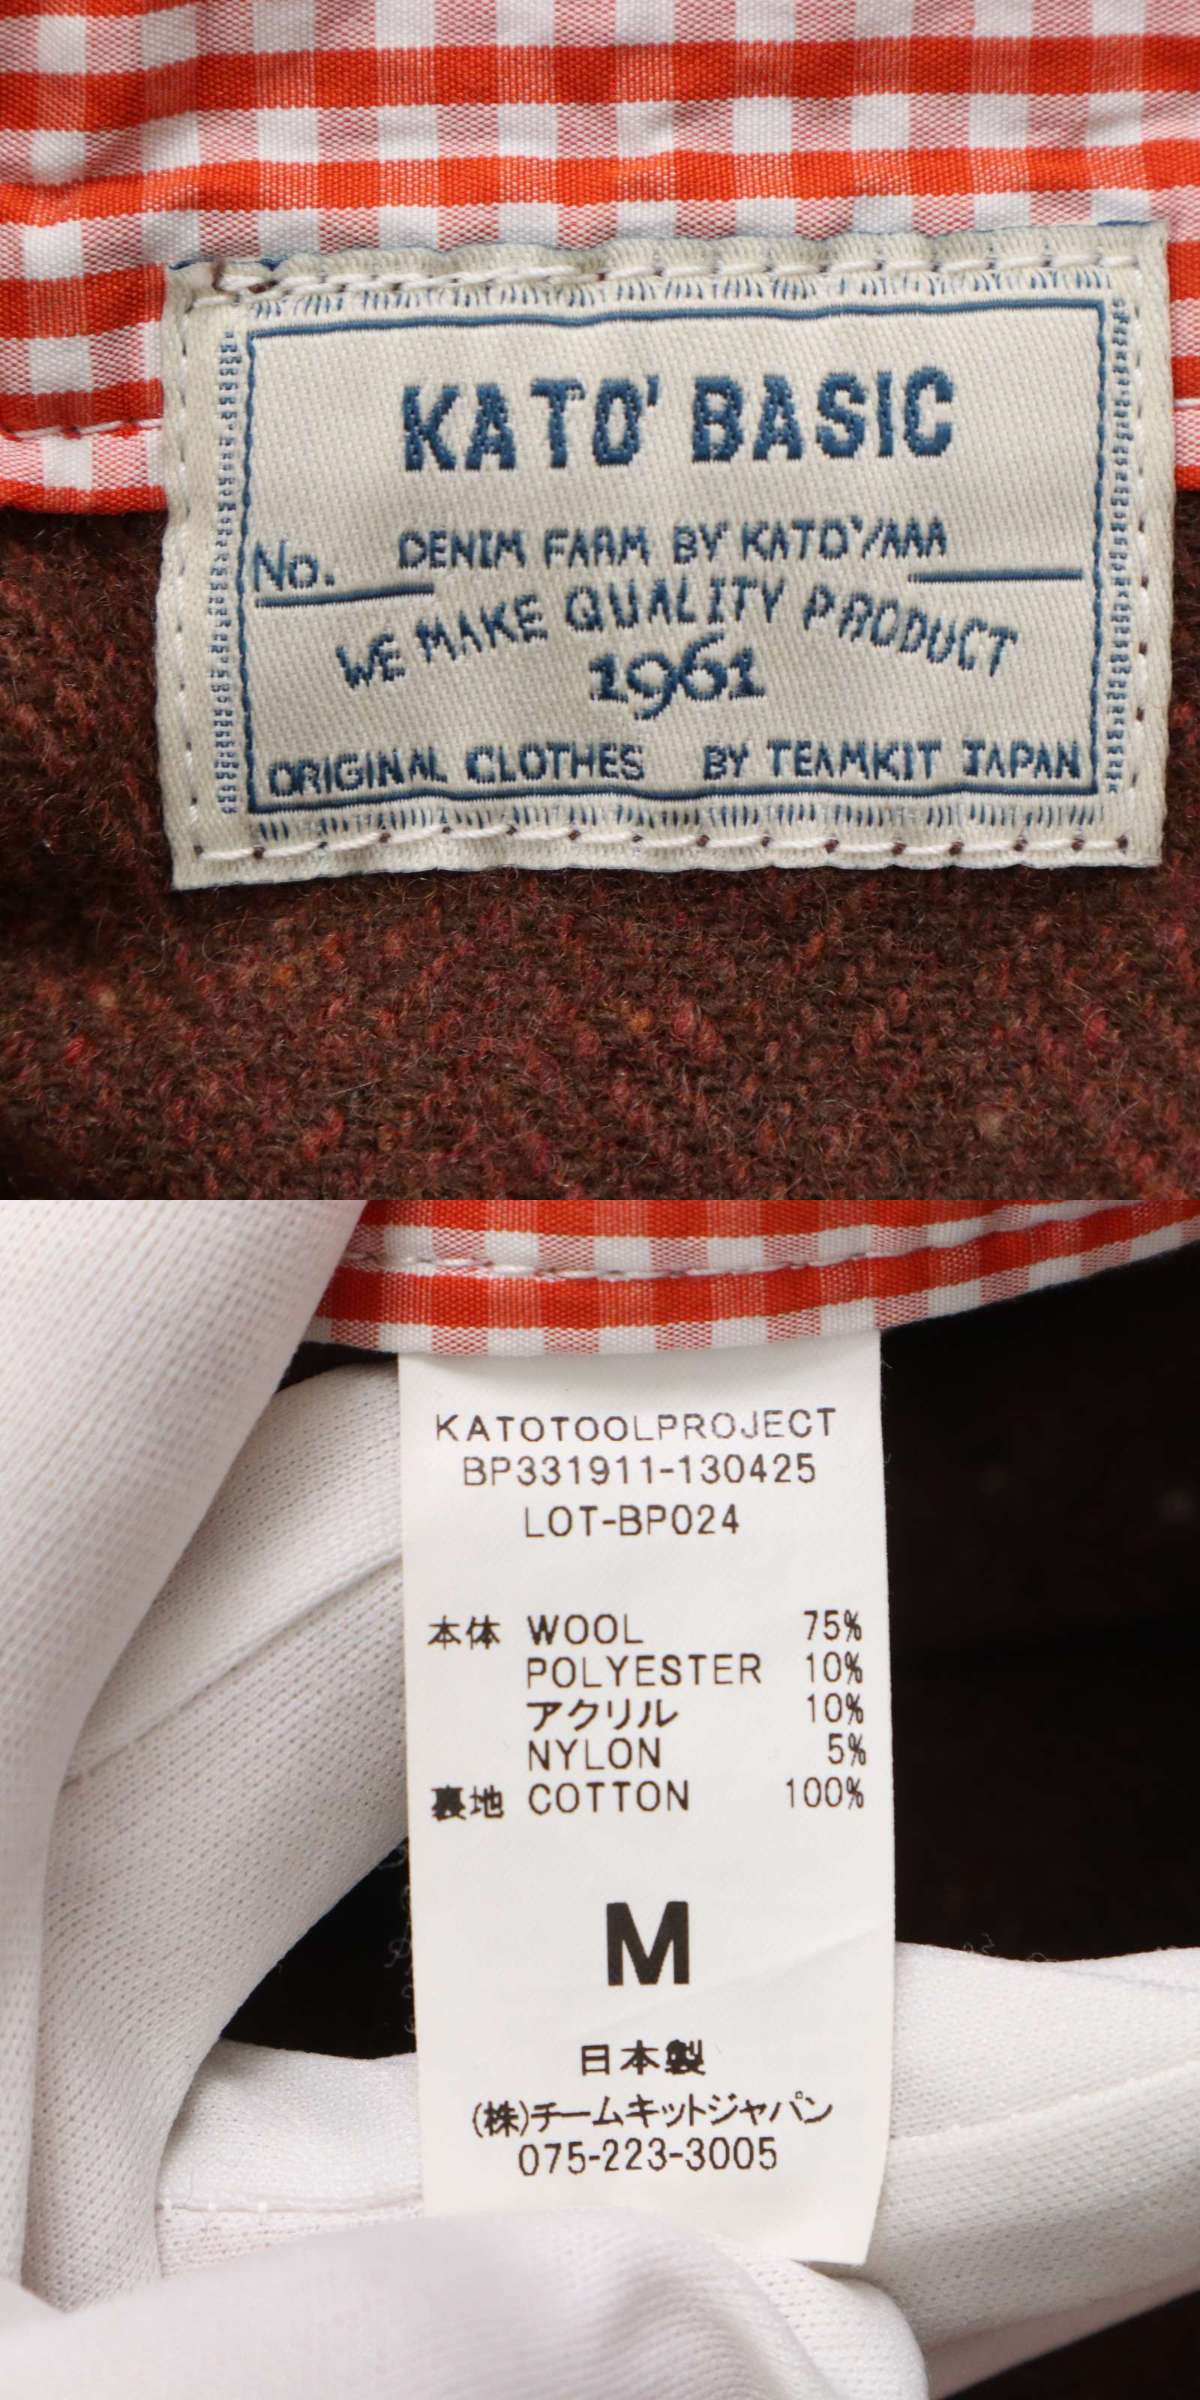 KATO' BASIC
No. DENIM FARM BY KATO'/AAA
WE MAKE QUALITY PRODUCT
1961
ORIGINAL CLOTHES BY TEAMKIT JAPAN
KATOTOOLPROJECT
BP331911-130425
LOT-BP024
本体 WOOL 75%
POLYESTER 10%
アクリル 10%
NYLON 5%
裏地 COTTON 100%
M
日本製
(株)チームキットジャパン
075-223-3005